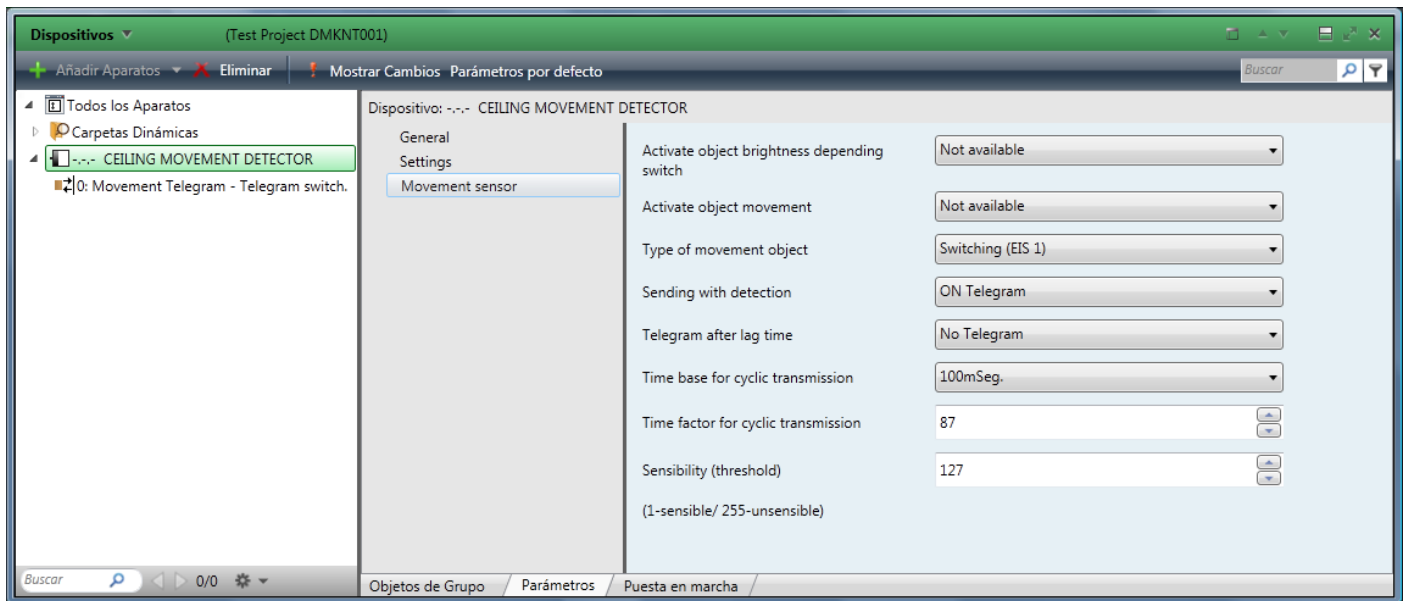 Dispositivos (Test Project DMKNT001)
Añadir Aparatos Eliminar Mostrar Cambios Parámetros por defecto Buscar
Todos los Aparatos
Carpetas Dinámicas
-.-.- CEILING MOVEMENT DETECTOR
0: Movement Telegram - Telegram switch.
Buscar 0/0
Dispositivo: -.-.- CEILING MOVEMENT DETECTOR
General
Settings
Movement sensor
Activate object brightness depending
switch
Not available
Activate object movement Not available
Type of movement object Switching (EIS 1)
Sending with detection ON Telegram
Telegram after lag time No Telegram
Time base for cyclic transmission 100mSeg.
Time factor for cyclic transmission 87
Sensibility (threshold) 127
(1-sensible/ 255-unsensible)
Objetos de Grupo Parámetros Puesta en marcha